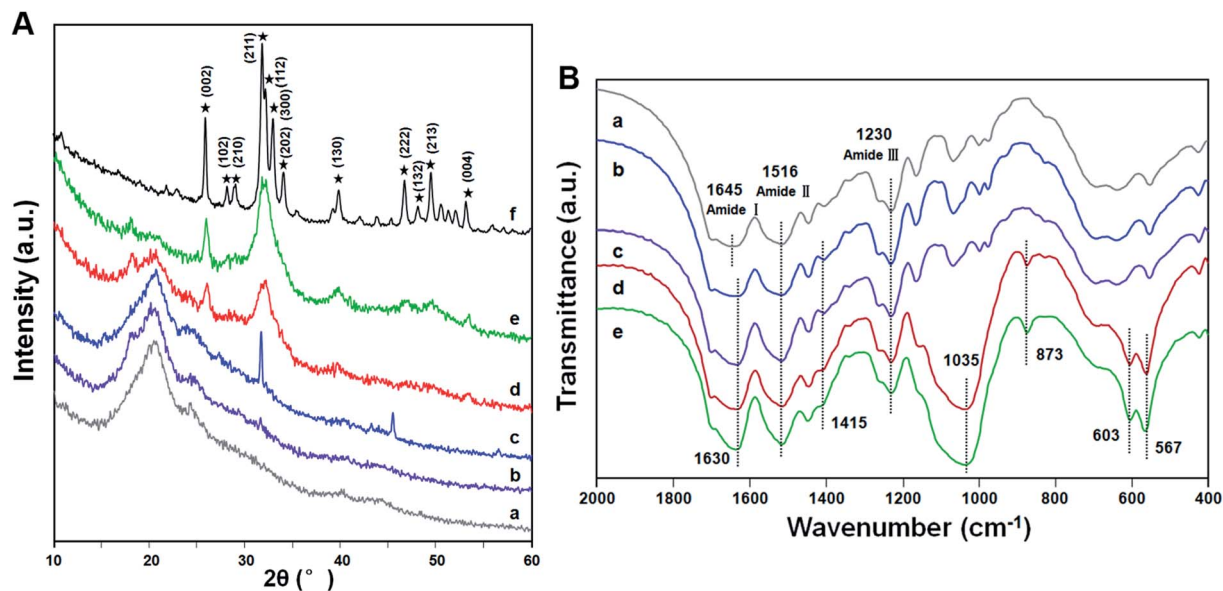 A
Intensity (a.u.)
(002)
(102)
(210)
(211)
(112)
(300)
(202)
(130)
(222)
(132)
(213)
(004)
f
e
d
c
b
a
10 20 30 40 50 60
2θ (°)
B
Transmittance (a.u.)
a
b
c
d
e
1645
Amide I
1516
Amide II
1230
Amide III
1630
1415
1035
873
603
567
2000 1800 1600 1400 1200 1000 800 600 400
Wavenumber (cm-1)